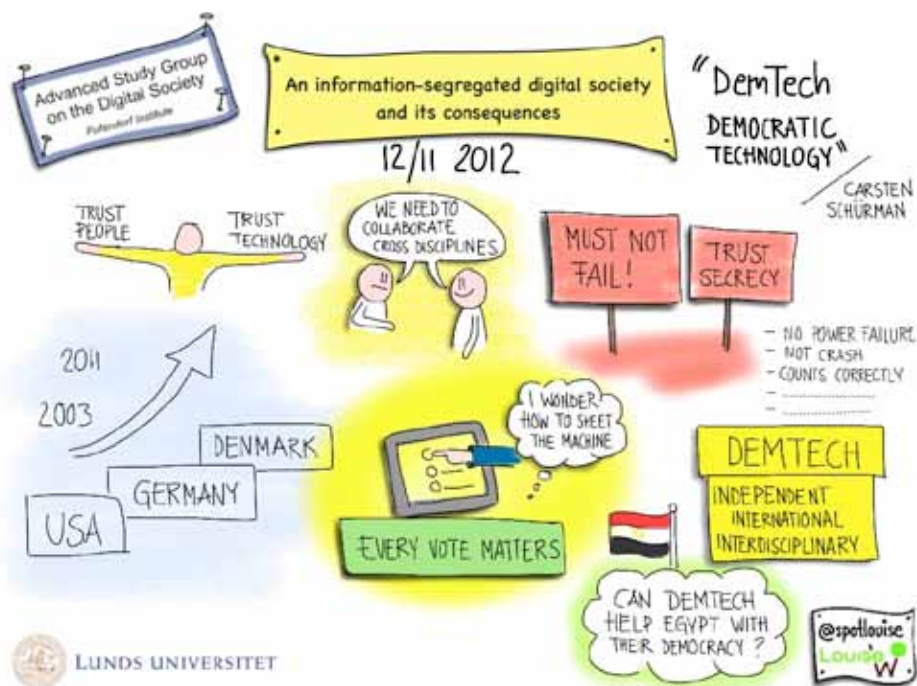 Advanced Study Group
on the Digital Society
Pufendorf Institute
An information-segregated digital society
and its consequences
12/11 2012
"DemTech
DEMOCRATIC
TECHNOLOGY"
CARSTEN
SCHÜRMAN
TRUST
PEOPLE
TRUST
TECHNOLOGY
WE NEED TO
COLLABORATE
CROSS DISCIPLINES
MUST NOT
FAIL!
TRUST
SECRECY
- NO POWER FAILURE
- NOT CRASH
- COUNTS CORRECTLY
- ...............
- ...............
2011
2003
DENMARK
GERMANY
USA
I WONDER
HOW TO SHEET
THE MACHINE
EVERY VOTE MATTERS
DEMTECH
INDEPENDENT
INTERNATIONAL
INTERDISCIPLINARY
CAN DEMTECH
HELP EGYPT WITH
THEIR DEMOCRACY?
@spotlouise
Louise
W
LUNDS UNIVERSITET